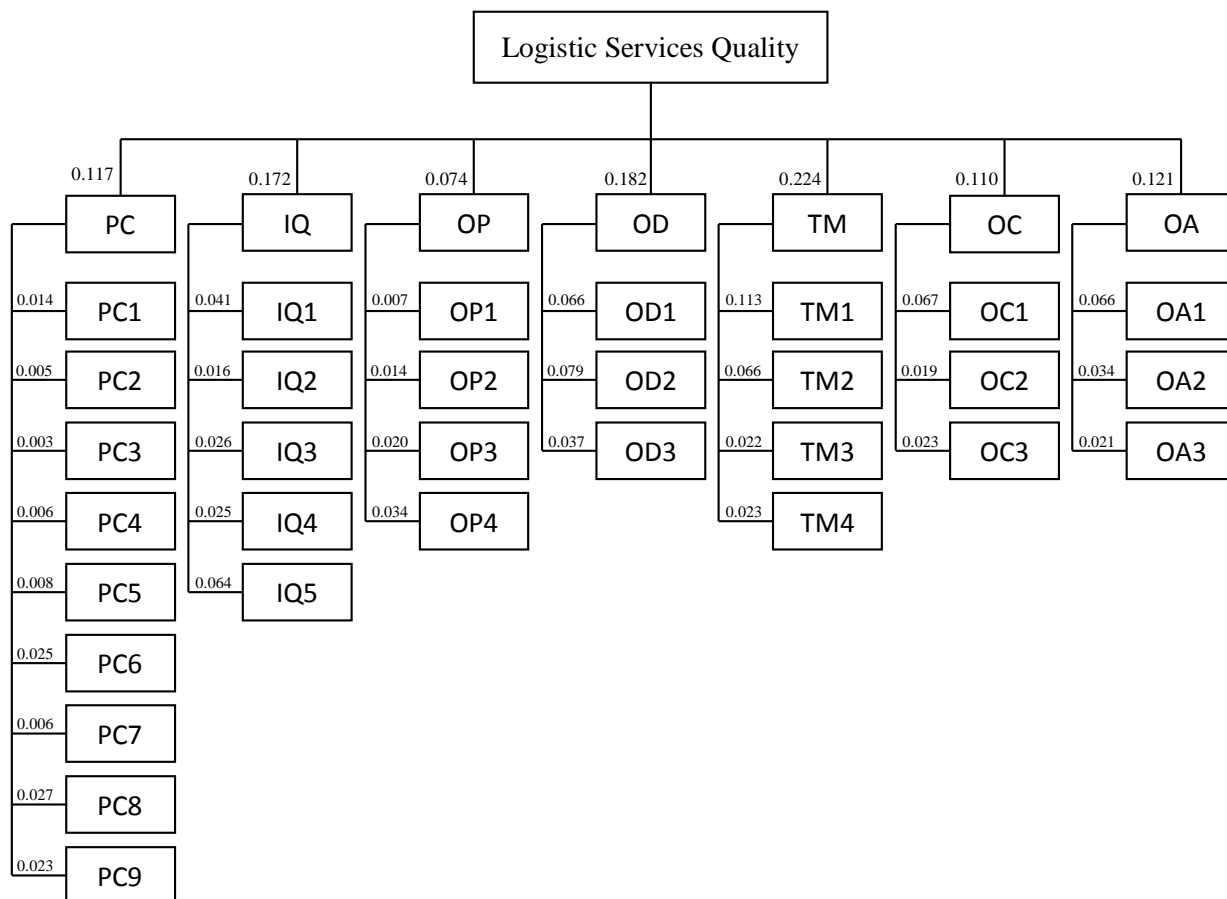 Logistic Services Quality
0.117 0.172 0.074 0.182 0.224 0.110 0.121
PC IQ OP OD TM OC OA
0.014 PC1 0.041 IQ1 0.007 OP1 0.066 OD1 0.113 TM1 0.067 OC1 0.066 OA1
0.005 PC2 0.016 IQ2 0.014 OP2 0.079 OD2 0.066 TM2 0.019 OC2 0.034 OA2
0.003 PC3 0.026 IQ3 0.020 OP3 0.037 OD3 0.022 TM3 0.023 OC3 0.021 OA3
0.006 PC4 0.025 IQ4 0.034 OP4 0.023 TM4
0.008 PC5 0.064 IQ5
0.025 PC6
0.006 PC7
0.027 PC8
0.023 PC9